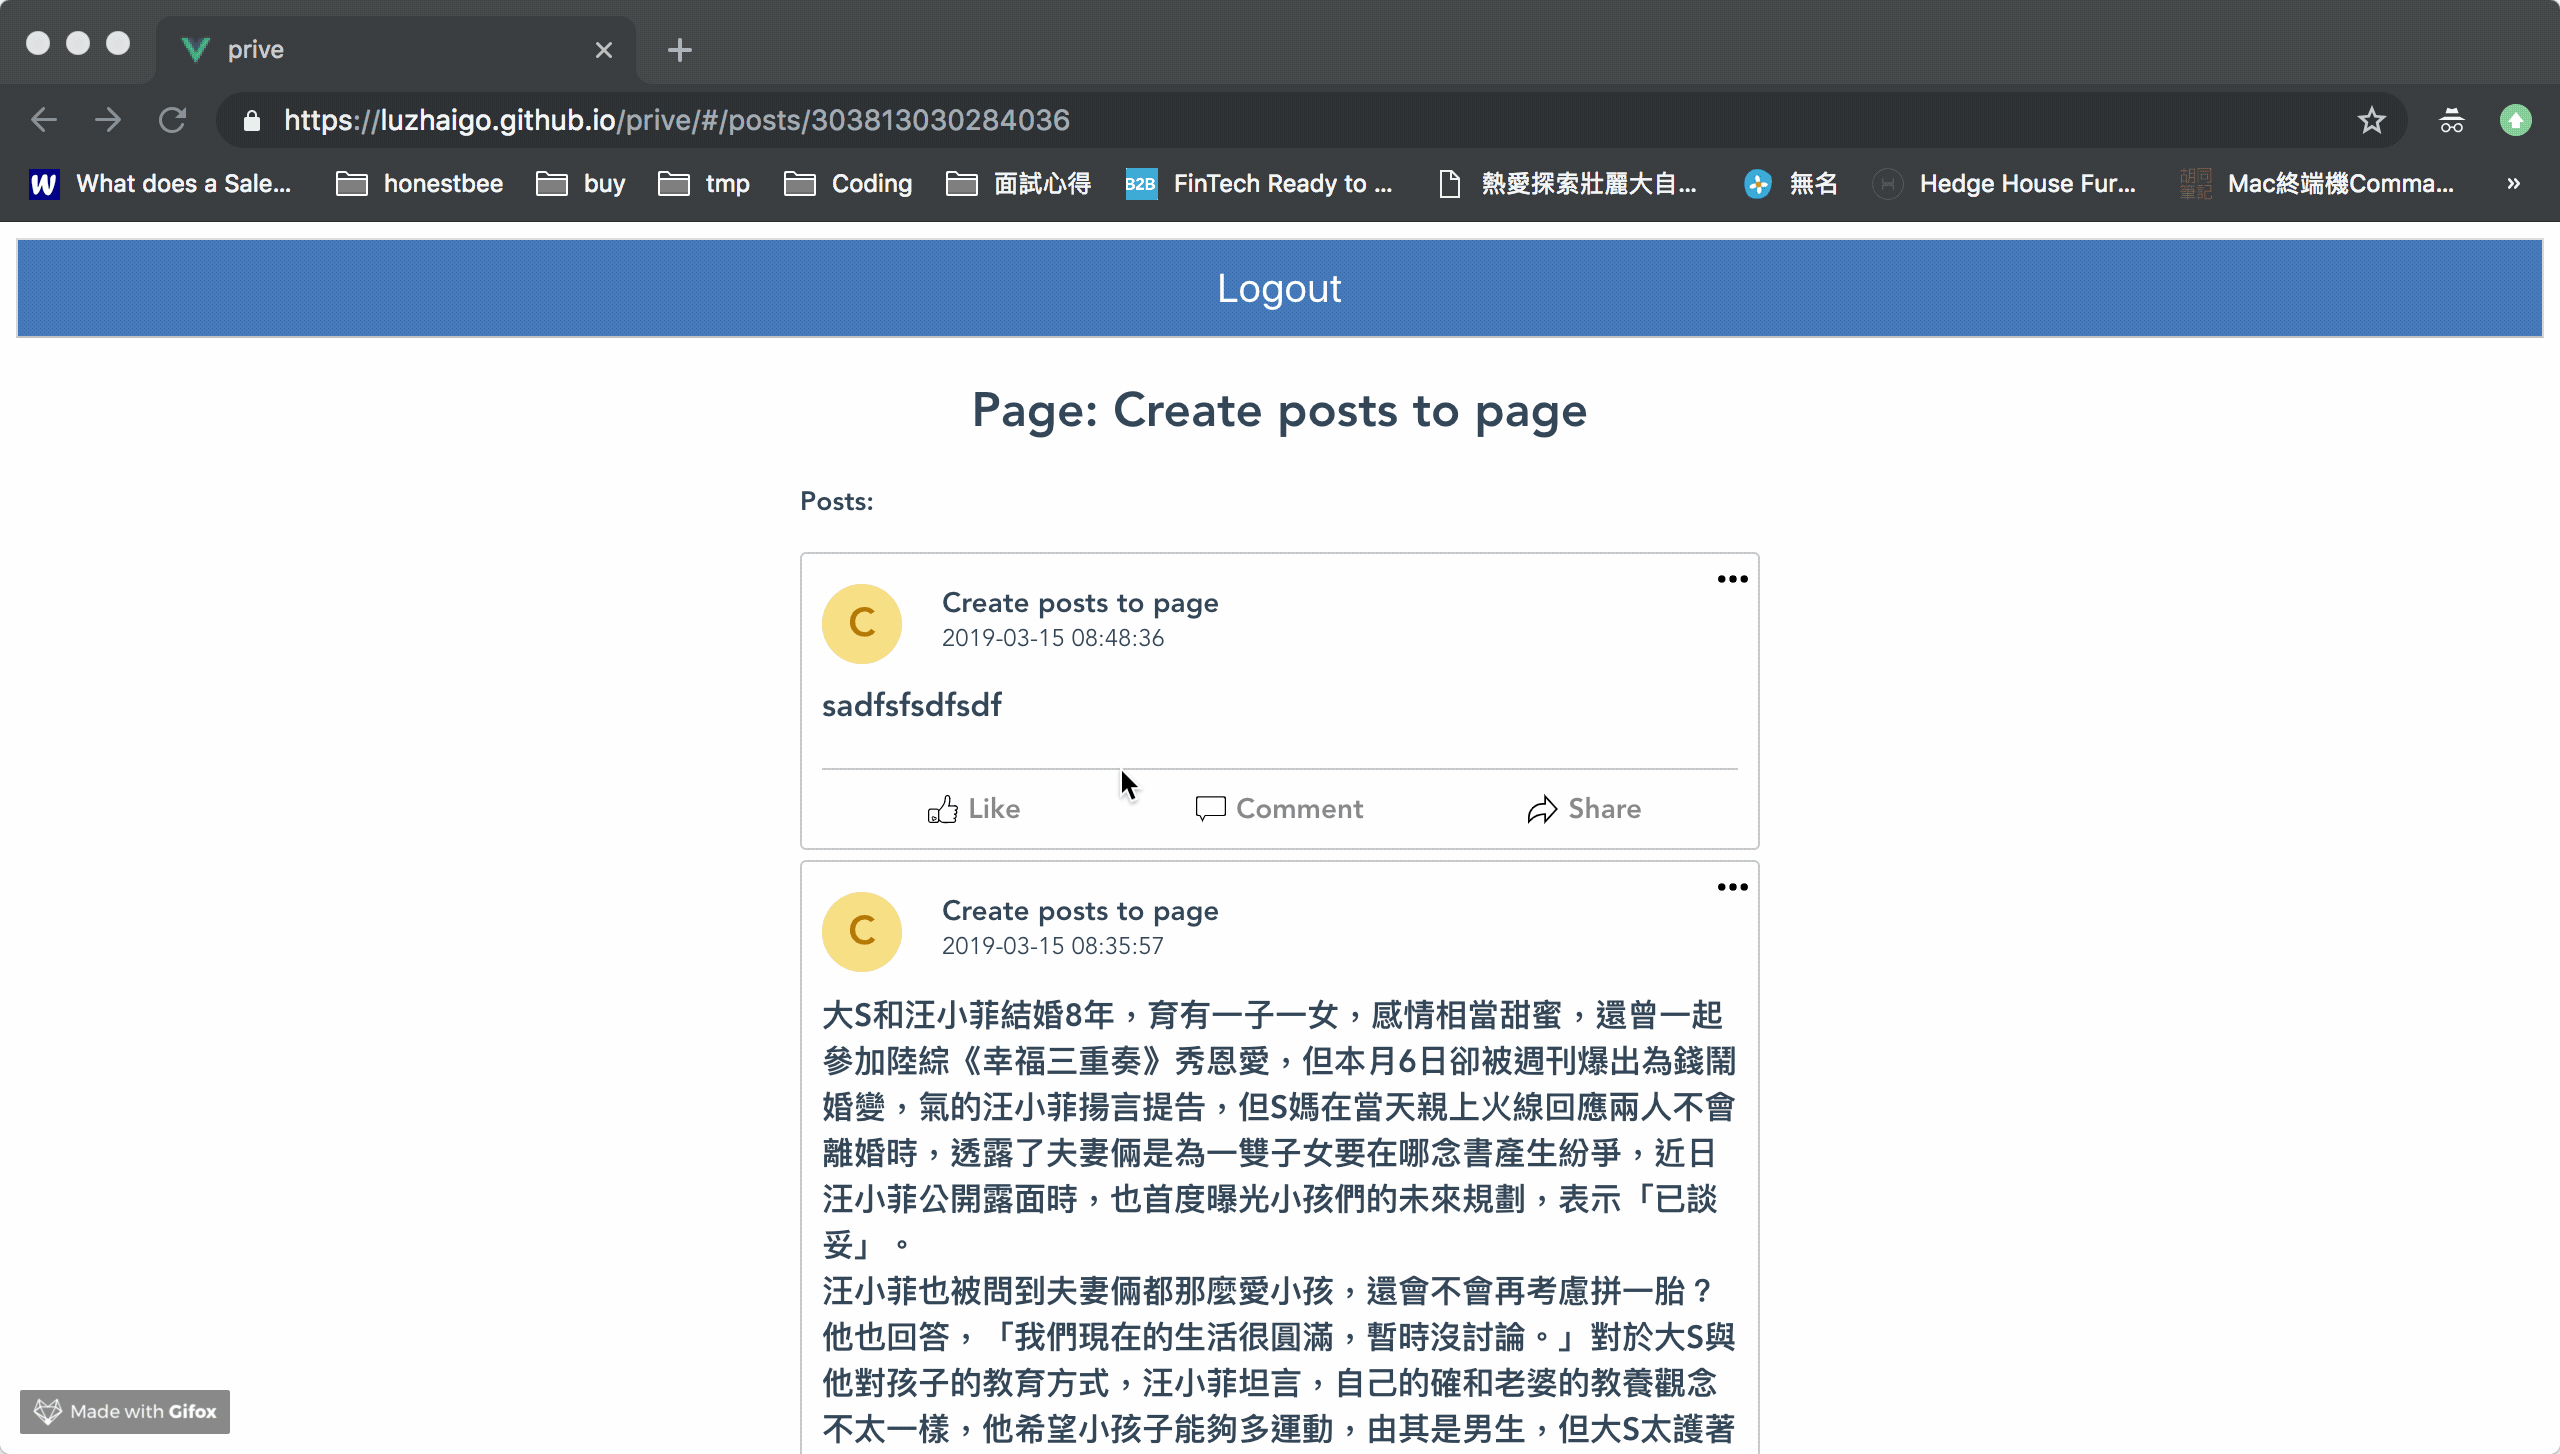 prive
https://luzhaigo.github.io/prive/#/posts/303813030284036
W What does a Sale... honestbee buy tmp Coding 面試心得 B2B FinTech Ready to ... 熱愛探索壯麗大自... 無名 H Hedge House Fur... 胡同筆記 Mac終端機Comma... »
Logout
Page: Create posts to page
Posts:
C
Create posts to page
2019-03-15 08:48:36
sadfsfsdfsdf
Like Comment Share
C
Create posts to page
2019-03-15 08:35:57
大S和汪小菲結婚8年，育有一子一女，感情相當甜蜜，還曾一起
參加陸綜《幸福三重奏》秀恩愛，但本月6日卻被週刊爆出為錢鬧
婚變，氣的汪小菲揚言提告，但S媽在當天親上火線回應兩人不會
離婚時，透露了夫妻倆是為一雙子女要在哪念書產生紛爭，近日
汪小菲公開露面時，也首度曝光小孩們的未來規劃，表示「已談
妥」。
汪小菲也被問到夫妻倆都那麼愛小孩，還會不會再考慮拼一胎？
他也回答，「我們現在的生活很圓滿，暫時沒討論。」對於大S與
他對孩子的教育方式，汪小菲坦言，自己的確和老婆的教養觀念
不太一樣，他希望小孩子能夠多運動，由其是男生，但大S太護著
Made with Gifox